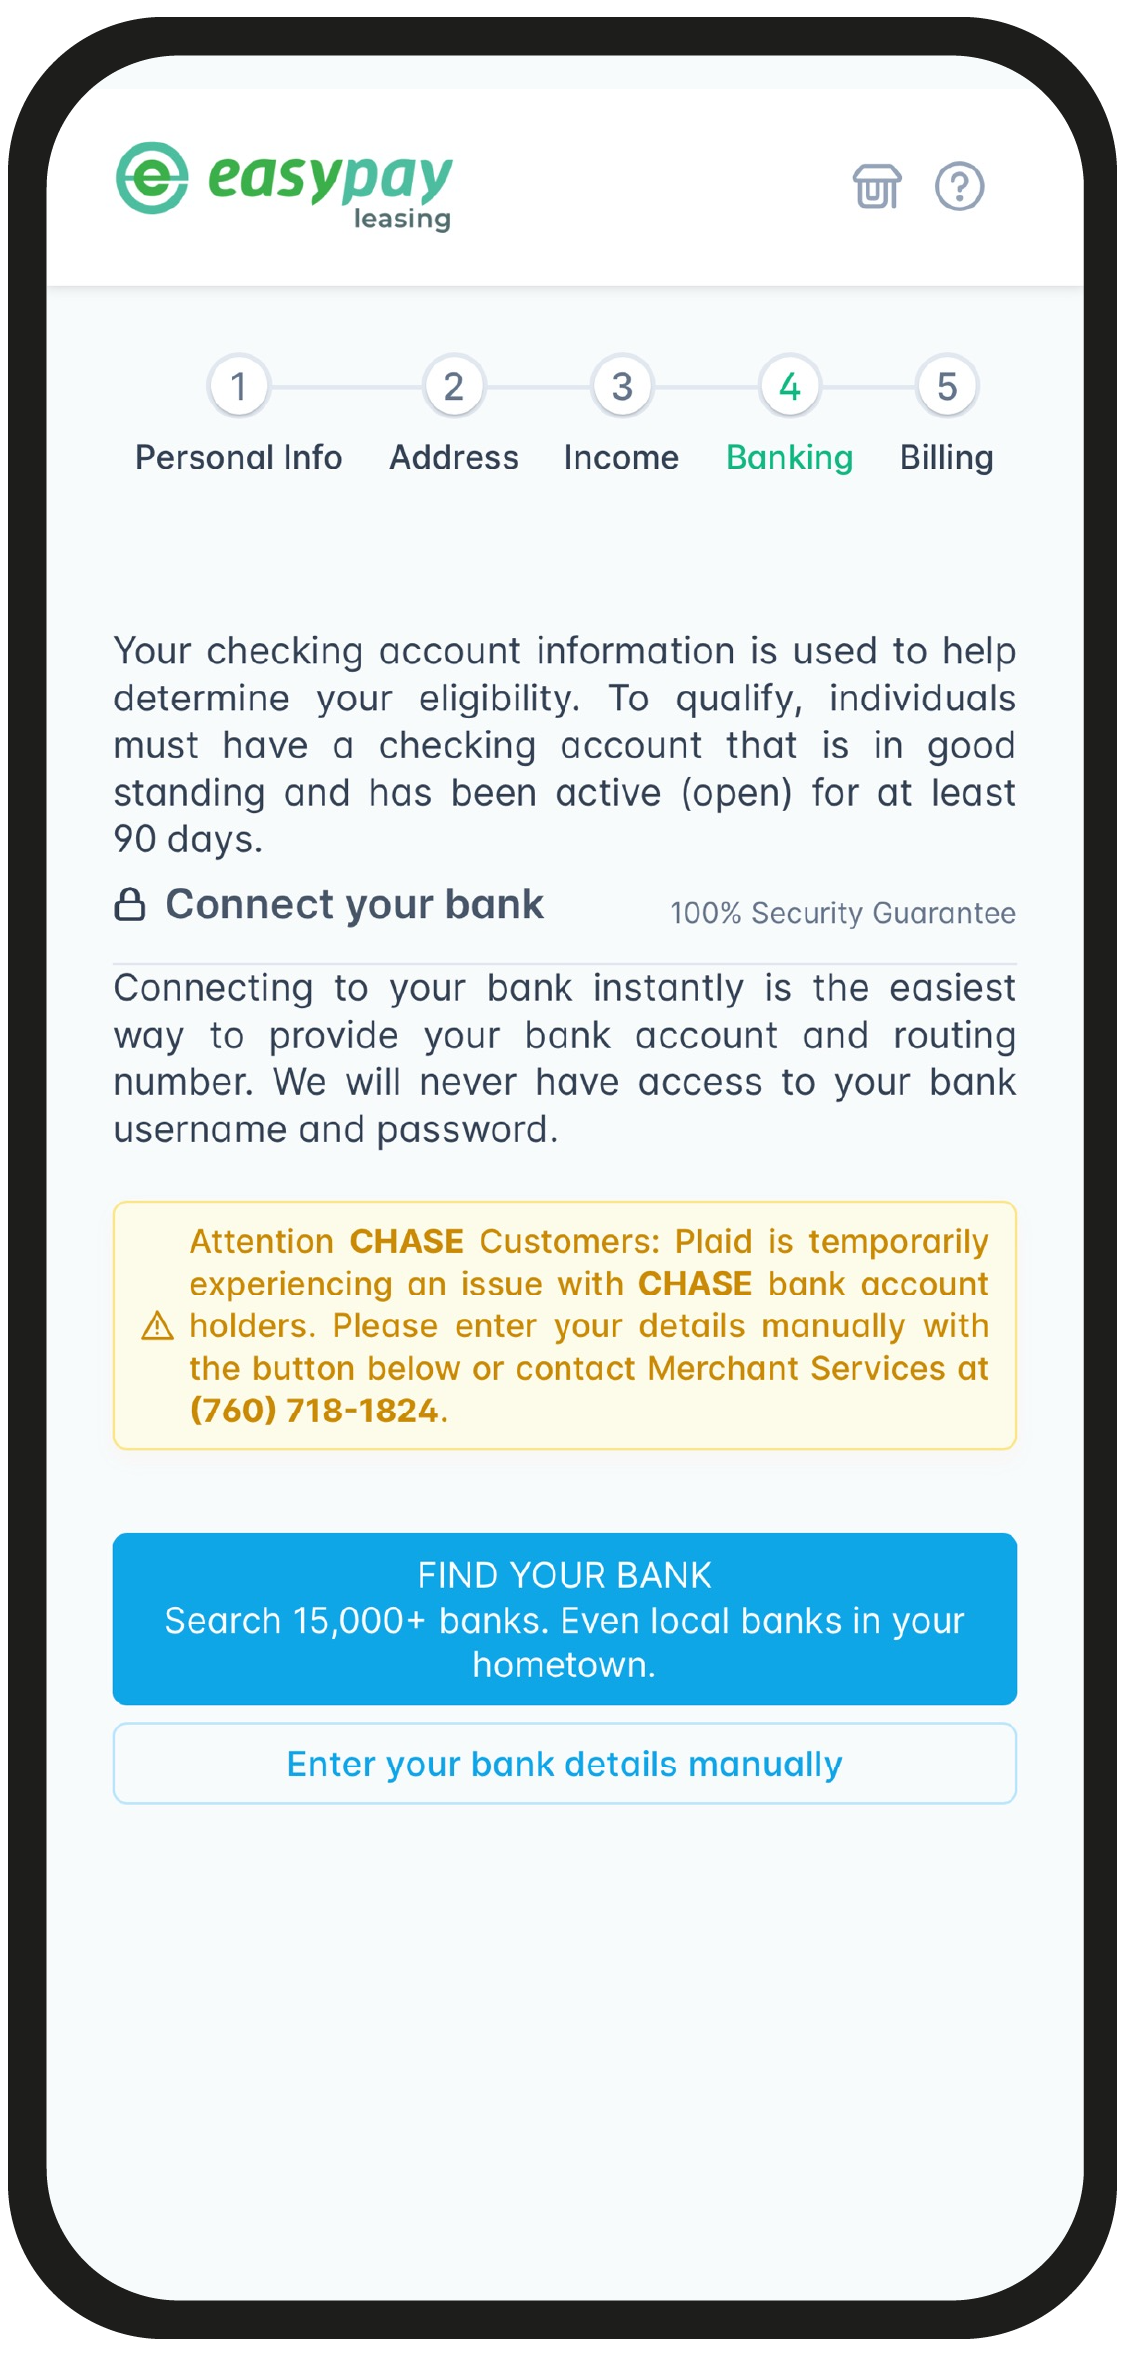 e easypay
leasing
?
1 2 3 4 5
Personal Info Address Income Banking Billing
Your checking account information is used to help
determine your eligibility. To qualify, individuals
must have a checking account that is in good
standing and has been active (open) for at least
90 days.
Connect your bank 100% Security Guarantee
Connecting to your bank instantly is the easiest
way to provide your bank account and routing
number. We will never have access to your bank
username and password.
Attention CHASE Customers: Plaid is temporarily
experiencing an issue with CHASE bank account
holders. Please enter your details manually with
the button below or contact Merchant Services at
(760) 718-1824.
FIND YOUR BANK
Search 15,000+ banks. Even local banks in your
hometown.
Enter your bank details manually